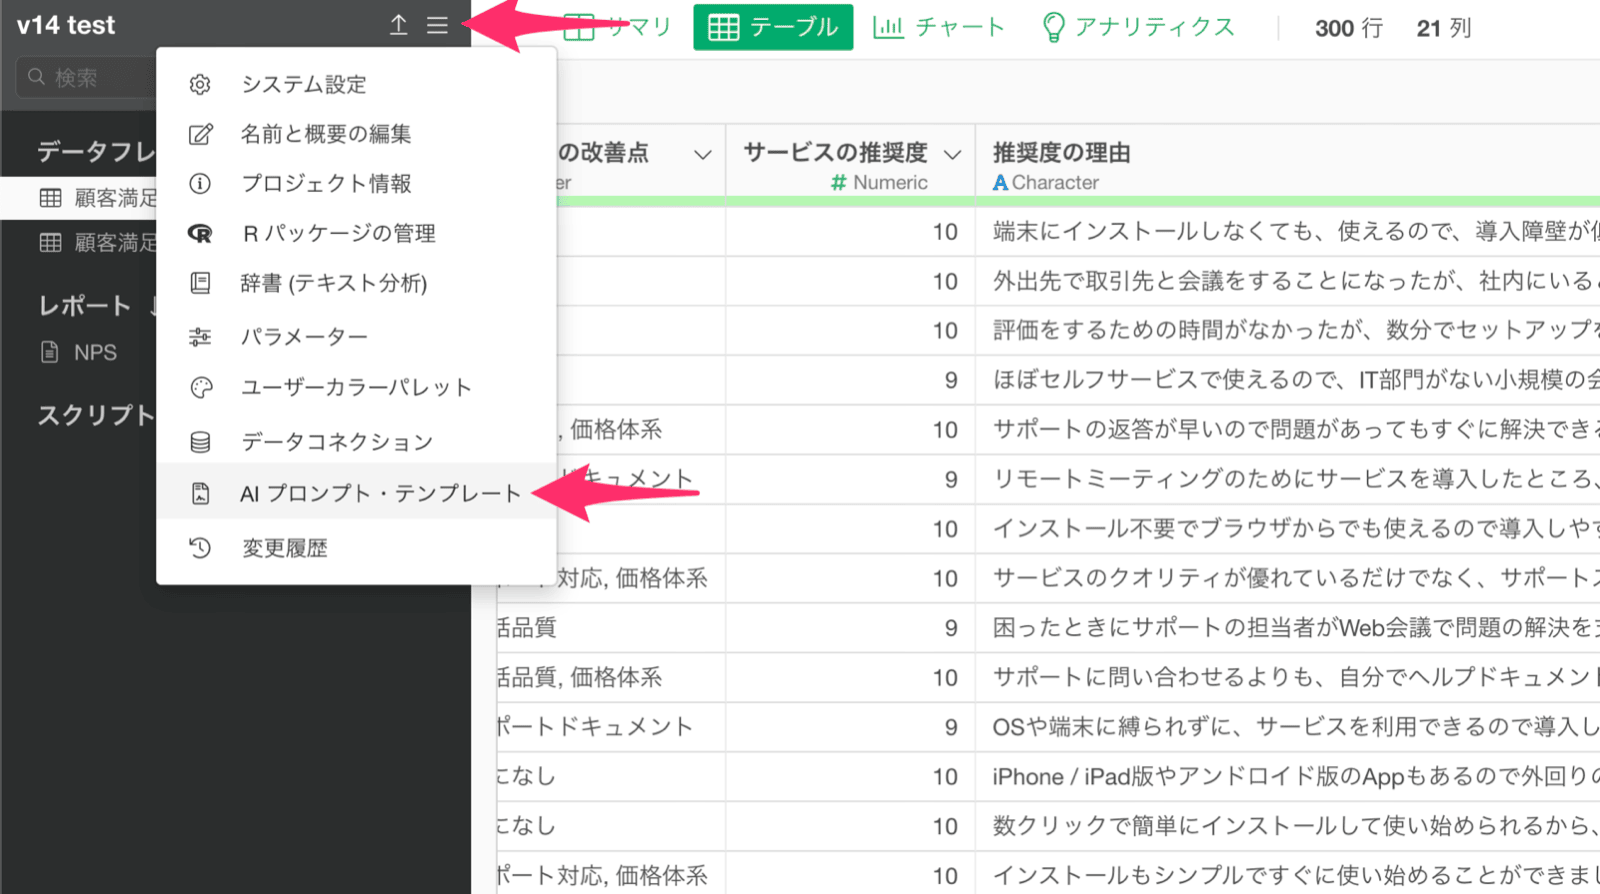 v14 test
サマリ
テーブル
チャート
アナリティクス
300 行
21 列
検索
システム設定
名前と概要の編集
プロジェクト情報
R パッケージの管理
辞書 (テキスト分析)
パラメーター
ユーザーカラーパレット
データコネクション
AI プロンプト・テンプレート
変更履歴
データフレ
顧客満足
顧客満足
レポート
NPS
スクリプト
の改善点
サービスの推奨度
推奨度の理由
er
# Numeric
A Character
10 端末にインストールしなくても、使えるので、導入障壁が
10 外出先で取引先と会議をすることになったが、社内にいる
10 評価をするための時間がなかったが、数分でセットアップ
9 ほぼセルフサービスで使えるので、IT部門がない小規模の
, 価格体系 10 サポートの返答が早いので問題があってもすぐに解決でき
ドキュメント 9 リモートミーティングのためにサービスを導入したところ、
10 インストール不要でブラウザからでも使えるので導入しや
対応, 価格体系 10 サービスのクオリティが優れているだけでなく、サポート
話品質 9 困ったときにサポートの担当者がWeb会議で問題の解決を
話品質, 価格体系 10 サポートに問い合わせるよりも、自分でヘルプドキュメン
ポートドキュメント 9 OSや端末に縛られずに、サービスを利用できるので導入し
になし 10 iPhone / iPad版やアンドロイド版のAppもあるので外回りの
になし 10 数クリックで簡単にインストールして使い始められるから、
ポート対応, 価格体系 10 インストールもシンプルですぐに使い始めることができまし